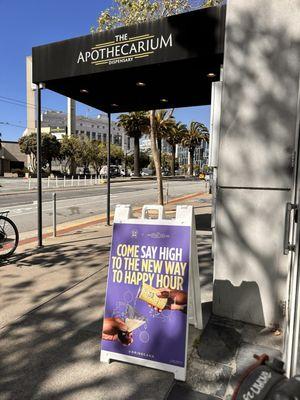 THE
APOTHECARIUM
DISPENSARY
COME SAY HIGH
TO THE NEW WAY
TO HAPPY HOUR